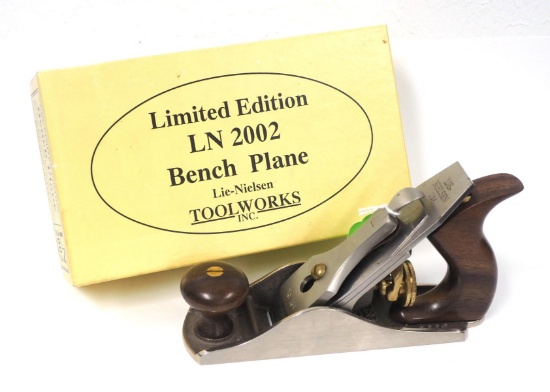 Limited Edition
LN 2002
Bench Plane
Lie-Nielsen
TOOLWORKS
INC.